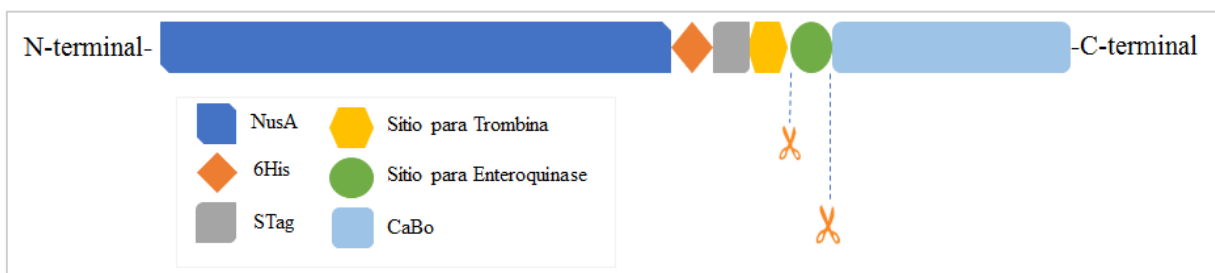 N-terminal-
-C-terminal
NusA
Sitio para Trombina
6His
Sitio para Enteroquinase
STag
CaBo